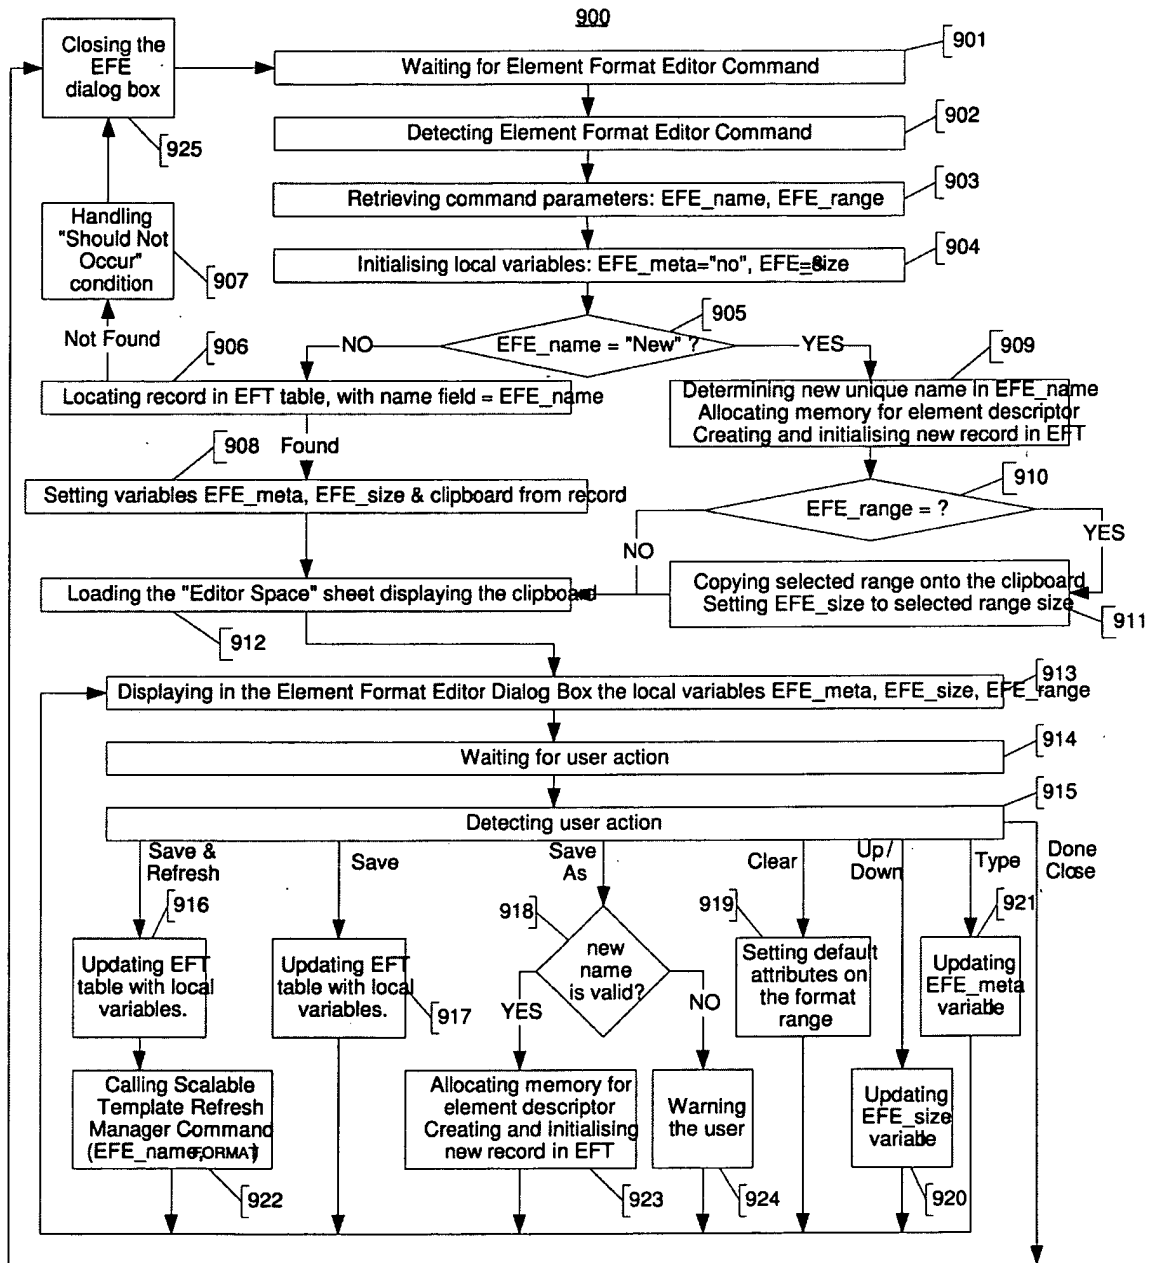 900
Closing the
EFE
dialog box
901
Waiting for Element Format Editor Command
902
Detecting Element Format Editor Command
925
903
Retrieving command parameters: EFE_name, EFE_range
Handling
"Should Not
Occur"
condition
904
Initialising local variables: EFE_meta="no",
907
905
Not Found
906
NO
EFE_name = "New" ?
YES
909
Locating record in EFT table, with name field = EFE_name
Determining new unique name in EFE_name
Allocating memory for element descriptor
Creating and initialising new record in EFT
908
Found
910
Setting variables EFE_meta, EFE_size & clipboard from record
EFE_range = ?
NO
YES
Loading the "Editor Space" sheet displaying the clipboard
Copying selected range onto the clipboard
Setting EFE_size to selected range size
911
912
913
Displaying in the Element Format Editor Dialog Box the local variables EFE_meta, EFE_size, EFE_range
914
Waiting for user action
915
Detecting user action
Save &
Refresh
Save
Save
As
Clear
Up /
Down
Type
Done
Close
916
918
919
921
Updating EFT
table with local
variables.
Updating EFT
table with local
variables.
917
new
name
is valid?
YES
NO
Setting default
attributes on
the format
range
Updating
EFE_meta
variable
Calling Scalable
Template Refresh
Manager Command
(EFE_name, FORMAT)
Allocating memory for
element descriptor
Creating and Initialising
new record in EFT
Warning
the user
Updating
EFE_size
variable
922
923
924
920